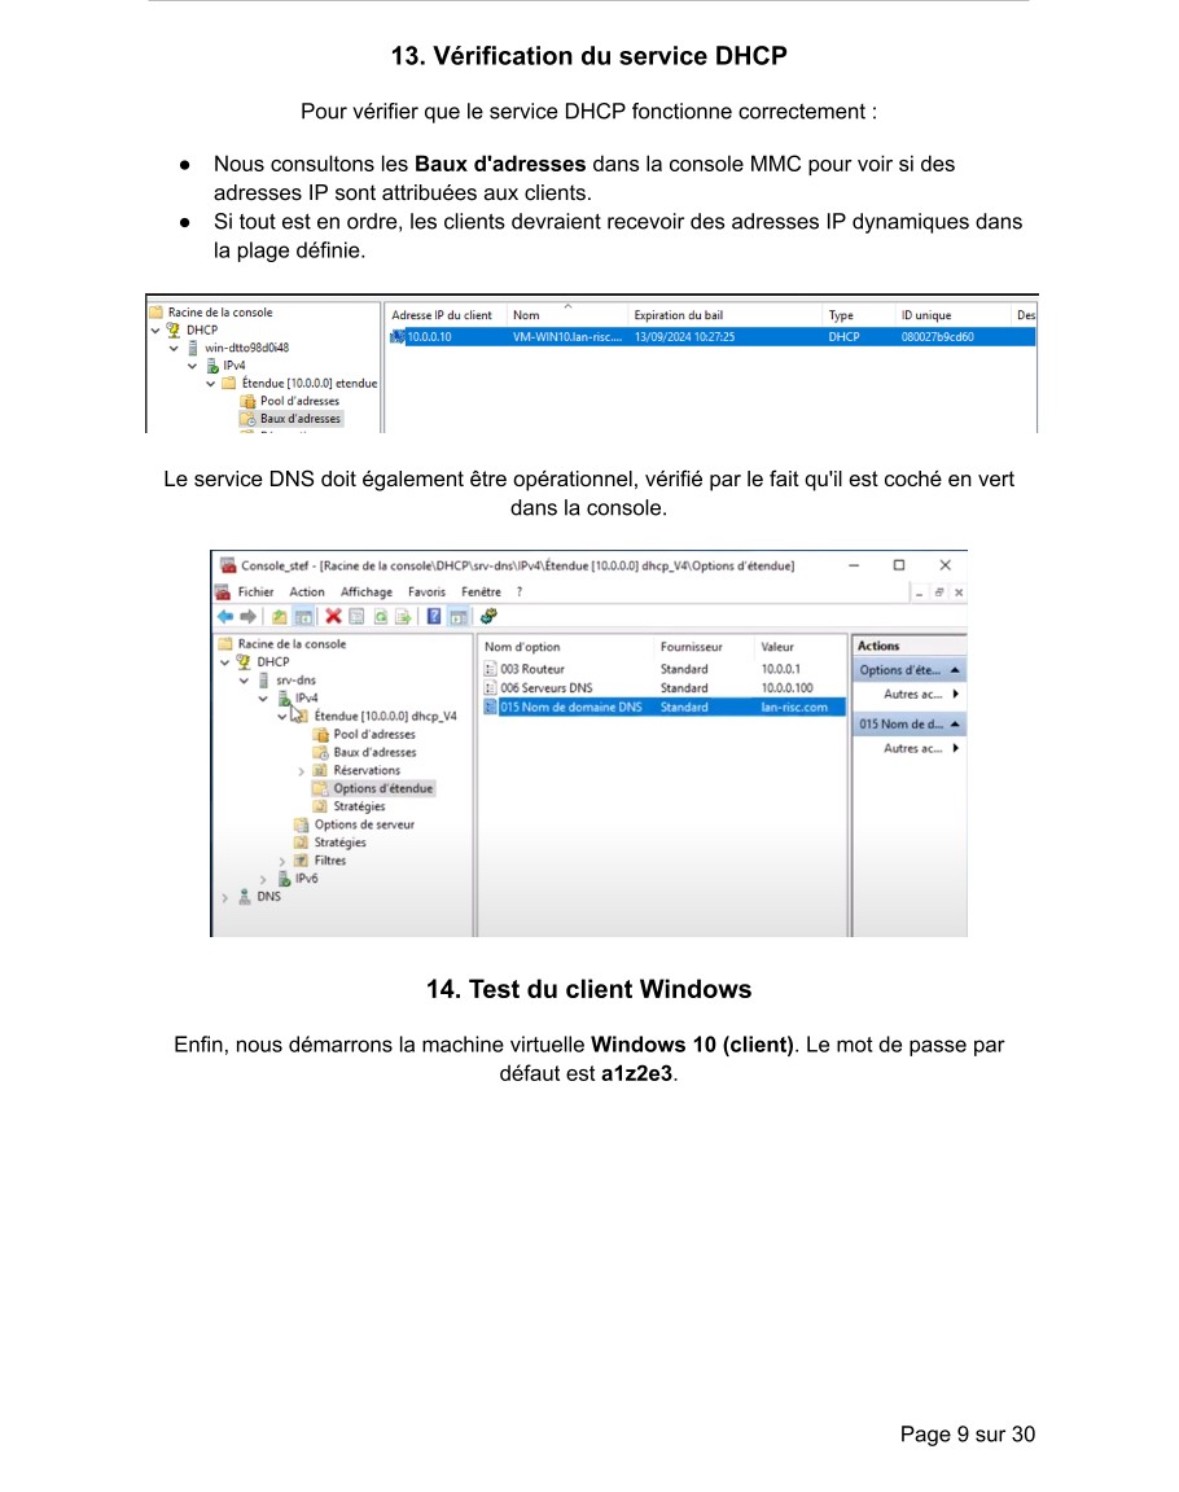 13. Vérification du service DHCP
Pour vérifier que le service DHCP fonctionne correctement :
● Nous consultons les Baux d'adresses dans la console MMC pour voir si des
adresses IP sont attribuées aux clients.
● Si tout est en ordre, les clients devraient recevoir des adresses IP dynamiques dans
la plage définie.
Racine de la console
DHCP
win-dtto98d0i48
IPv4
Étendue [10.0.0.0] etendue
Pool d'adresses
Baux d'adresses
Adresse IP du client Nom Expiration du bail Type ID unique Des
10.0.0.10 VM-WIN10.lan-risc.... 13/09/2024 10:27:25 DHCP 080027b9cd60
Le service DNS doit également être opérationnel, vérifié par le fait qu'il est coché en vert
dans la console.
Console_stef - [Racine de la console\DHCP\srv-dns\IPv4\Étendue [10.0.0.0] dhcp_V4\Options d'étendue]
Fichier Action Affichage Favoris Fenêtre ?
Racine de la console
DHCP
srv-dns
IPv4
Étendue [10.0.0.0] dhcp_V4
Pool d'adresses
Baux d'adresses
Réservations
Options d'étendue
Stratégies
Options de serveur
Stratégies
Filtres
IPv6
DNS
Nom d'option Fournisseur Valeur
003 Routeur Standard 10.0.0.1
006 Serveurs DNS Standard 10.0.0.100
015 Nom de domaine DNS Standard lan-risc.com
Actions
Options d'éte...
Autres ac...
015 Nom de d...
Autres ac...
14. Test du client Windows
Enfin, nous démarrons la machine virtuelle Windows 10 (client). Le mot de passe par
défaut est a1z2e3.
Page 9 sur 30